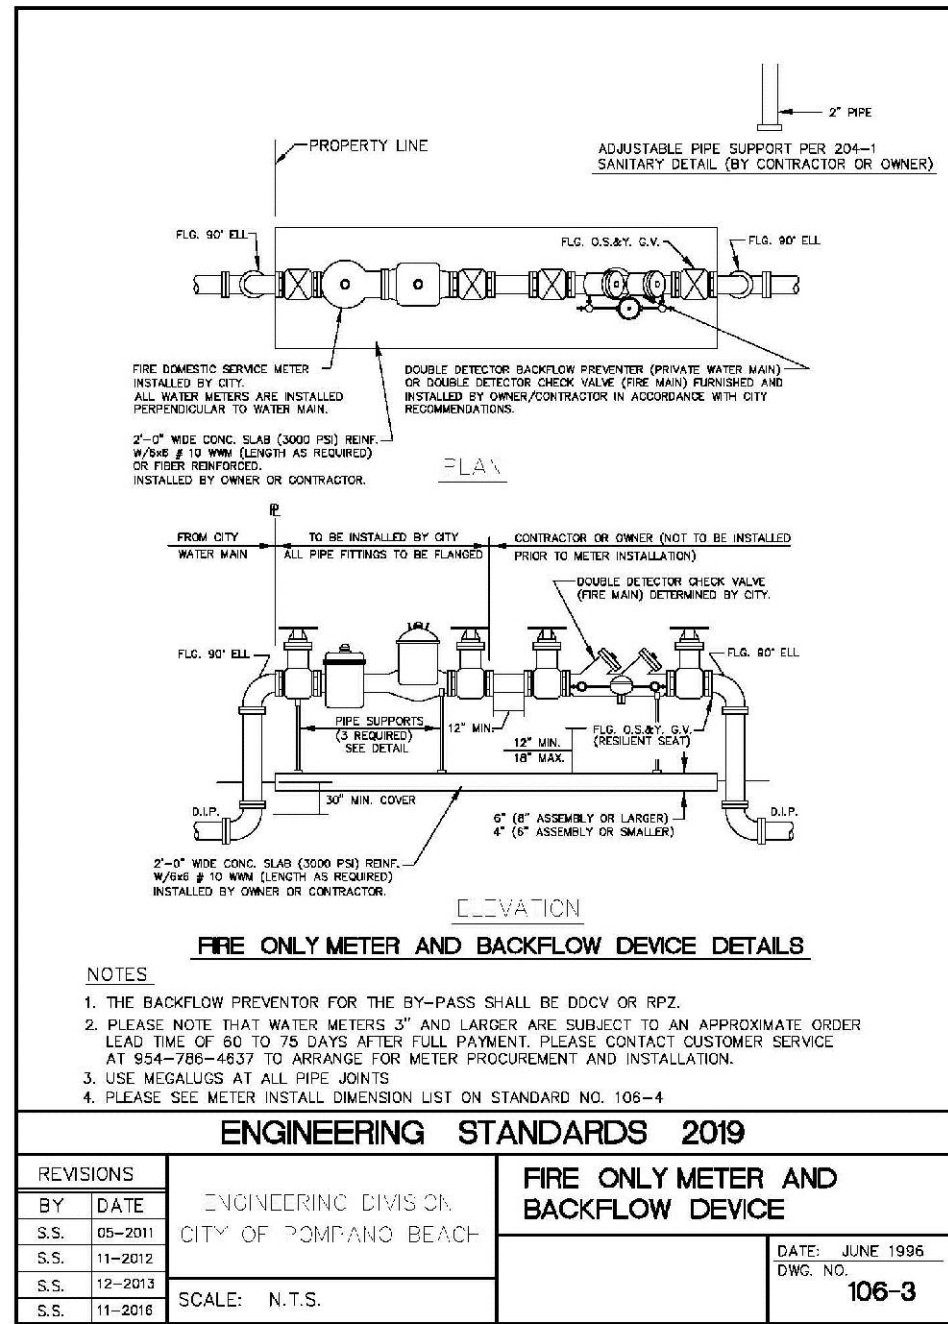 2" PIPE
ADJUSTABLE PIPE SUPPORT PER 204-1
SANITARY DETAIL (BY CONTRACTOR OR OWNER)
PROPERTY LINE
FLG. 90° ELL
FLG. O.S.&Y. G.V.
FLG. 90° ELL
FIRE DOMESTIC SERVICE METER
INSTALLED BY CITY.
ALL WATER METERS ARE INSTALLED
PERPENDICULAR TO WATER MAIN.
DOUBLE DETECTOR BACKFLOW PREVENTER (PRIVATE WATER MAIN)
OR DOUBLE DETECTOR CHECK VALVE (FIRE MAIN) FURNISHED AND
INSTALLED BY OWNER/CONTRACTOR IN ACCORDANCE WITH CITY
RECOMMENDATIONS.
2'-0" WIDE CONC. SLAB (3000 PSI) REINF.
W/6x6 # 10 WWM (LENGTH AS REQUIRED)
OR FIBER REINFORCED.
INSTALLED BY OWNER OR CONTRACTOR.
PLAN
PL
FROM CITY
WATER MAIN
TO BE INSTALLED BY CITY
ALL PIPE FITTINGS TO BE FLANGED
CONTRACTOR OR OWNER (NOT TO BE INSTALLED
PRIOR TO METER INSTALLATION)
DOUBLE DETECTOR CHECK VALVE
(FIRE MAIN) DETERMINED BY CITY.
FLG. 90° ELL
FLG. 90° ELL
PIPE SUPPORTS
(3 REQUIRED)
SEE DETAIL
12" MIN.
12" MIN.
18" MAX.
FLG. O.S.&Y. G.V.
(RESILIENT SEAT)
30" MIN. COVER
D.I.P.
6" (8" ASSEMBLY OR LARGER)
4" (6" ASSEMBLY OR SMALLER)
D.I.P.
2'-0" WIDE CONC. SLAB (3000 PSI) REINF.
W/6x6 # 10 WWM (LENGTH AS REQUIRED)
INSTALLED BY OWNER OR CONTRACTOR.
ELEVATION
FIRE ONLY METER AND BACKFLOW DEVICE DETAILS
NOTES
1. THE BACKFLOW PREVENTOR FOR THE BY-PASS SHALL BE DDCV OR RPZ.
2. PLEASE NOTE THAT WATER METERS 3" AND LARGER ARE SUBJECT TO AN APPROXIMATE ORDER
LEAD TIME OF 60 TO 75 DAYS AFTER FULL PAYMENT. PLEASE CONTACT CUSTOMER SERVICE
AT 954-786-4637 TO ARRANGE FOR METER PROCUREMENT AND INSTALLATION.
3. USE MEGALUGS AT ALL PIPE JOINTS
4. PLEASE SEE METER INSTALL DIMENSION LIST ON STANDARD NO. 106-4
ENGINEERING STANDARDS 2019
REVISIONS
BY DATE
S.S. 05-2011
S.S. 11-2012
S.S. 12-2013
S.S. 11-2016
ENGINEERING DIVISION
CITY OF POMPANO BEACH
SCALE: N.T.S.
FIRE ONLY METER AND
BACKFLOW DEVICE
DATE: JUNE 1996
DWG. NO.
106-3